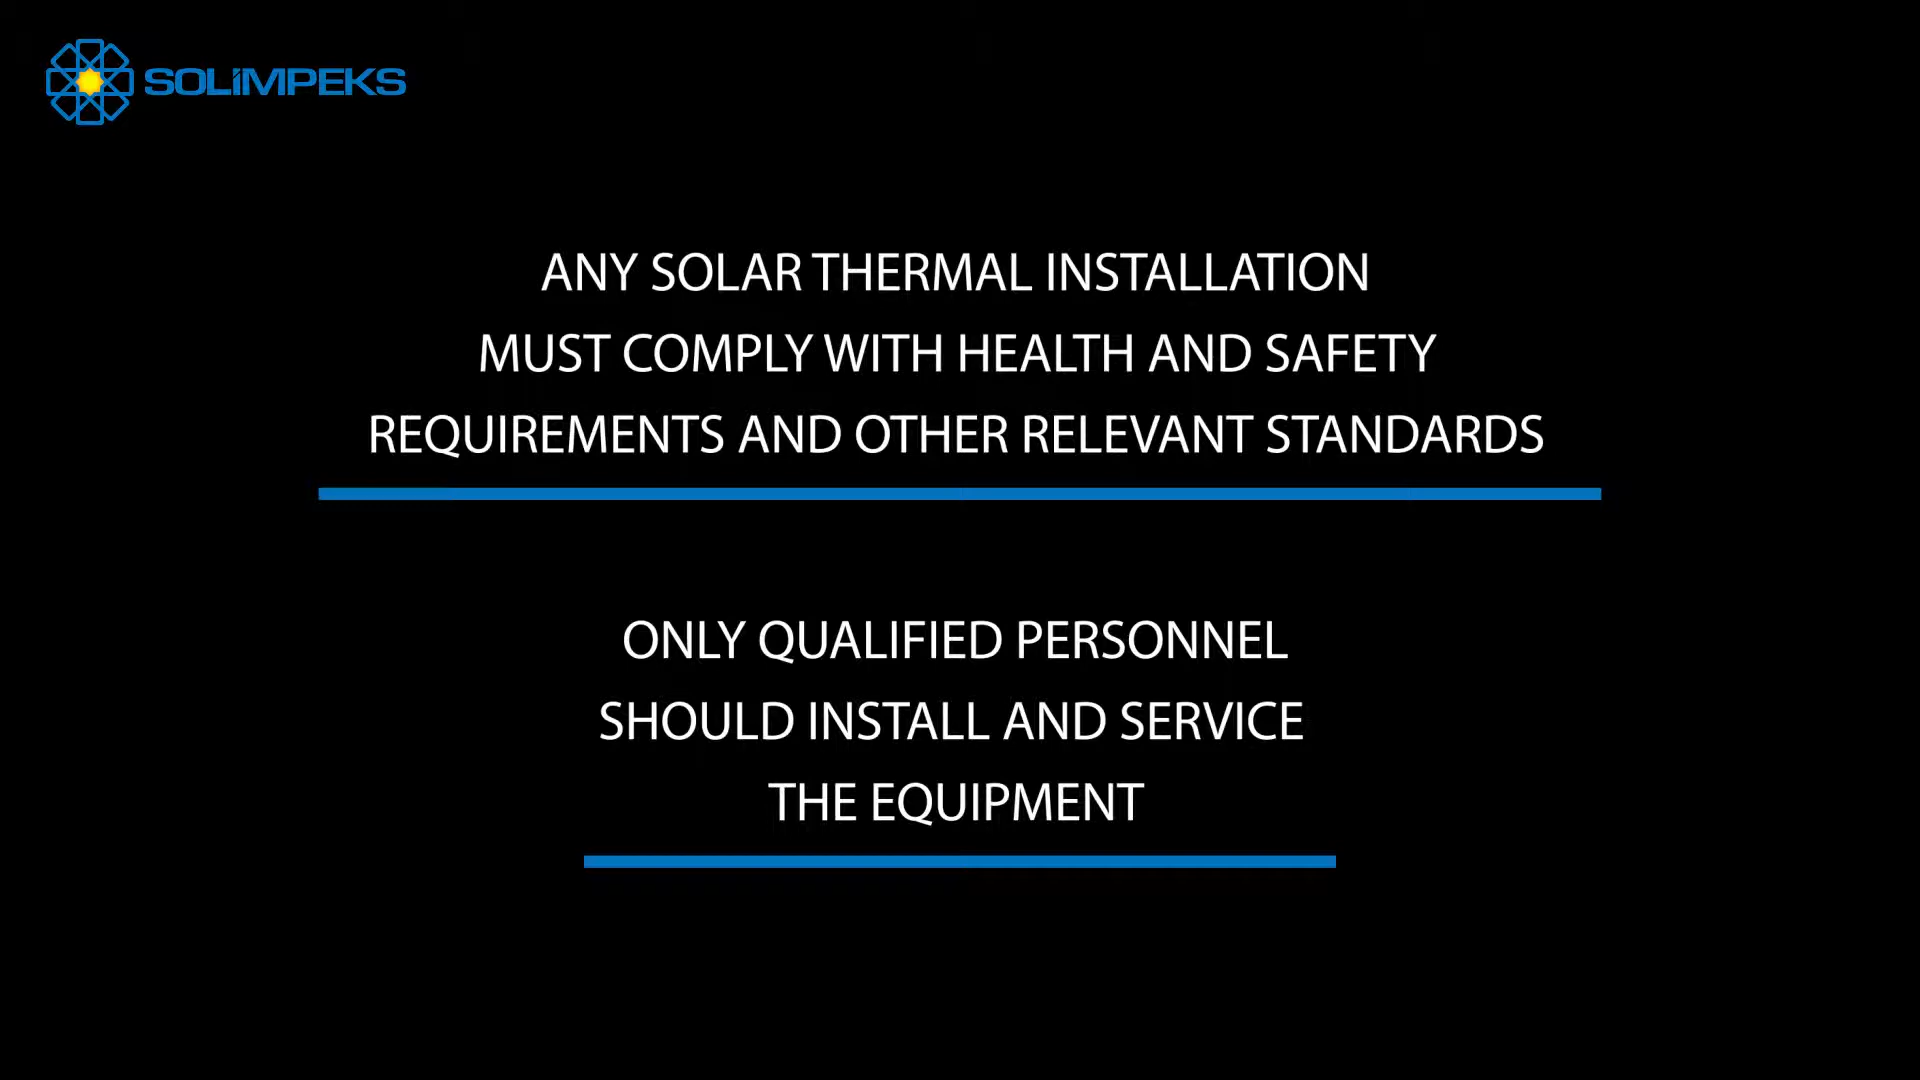 SOLİMPEKS
ANY SOLAR THERMAL INSTALLATION
MUST COMPLY WITH HEALTH AND SAFETY
REQUIREMENTS AND OTHER RELEVANT STANDARDS
ONLY QUALIFIED PERSONNEL
SHOULD INSTALL AND SERVICE
THE EQUIPMENT